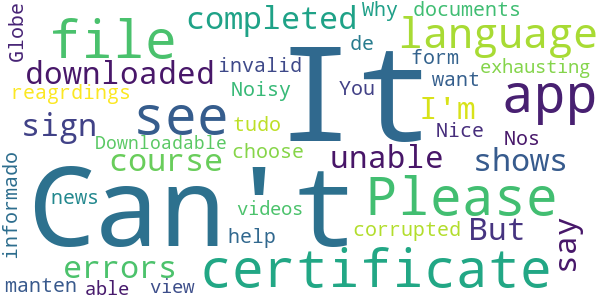 Globe
completed
Why
documents
file
It
language
de
form
downloaded
see
invalid
You
want
exhausting
app
reagrdings
Noisy
I'm
sign
tudo
Nice
Nos
Downloadable
choose
unable
shows
course
Can't
Please
informado
news
videos
corrupted
But
say
help
errors
certificate
manten
able
view